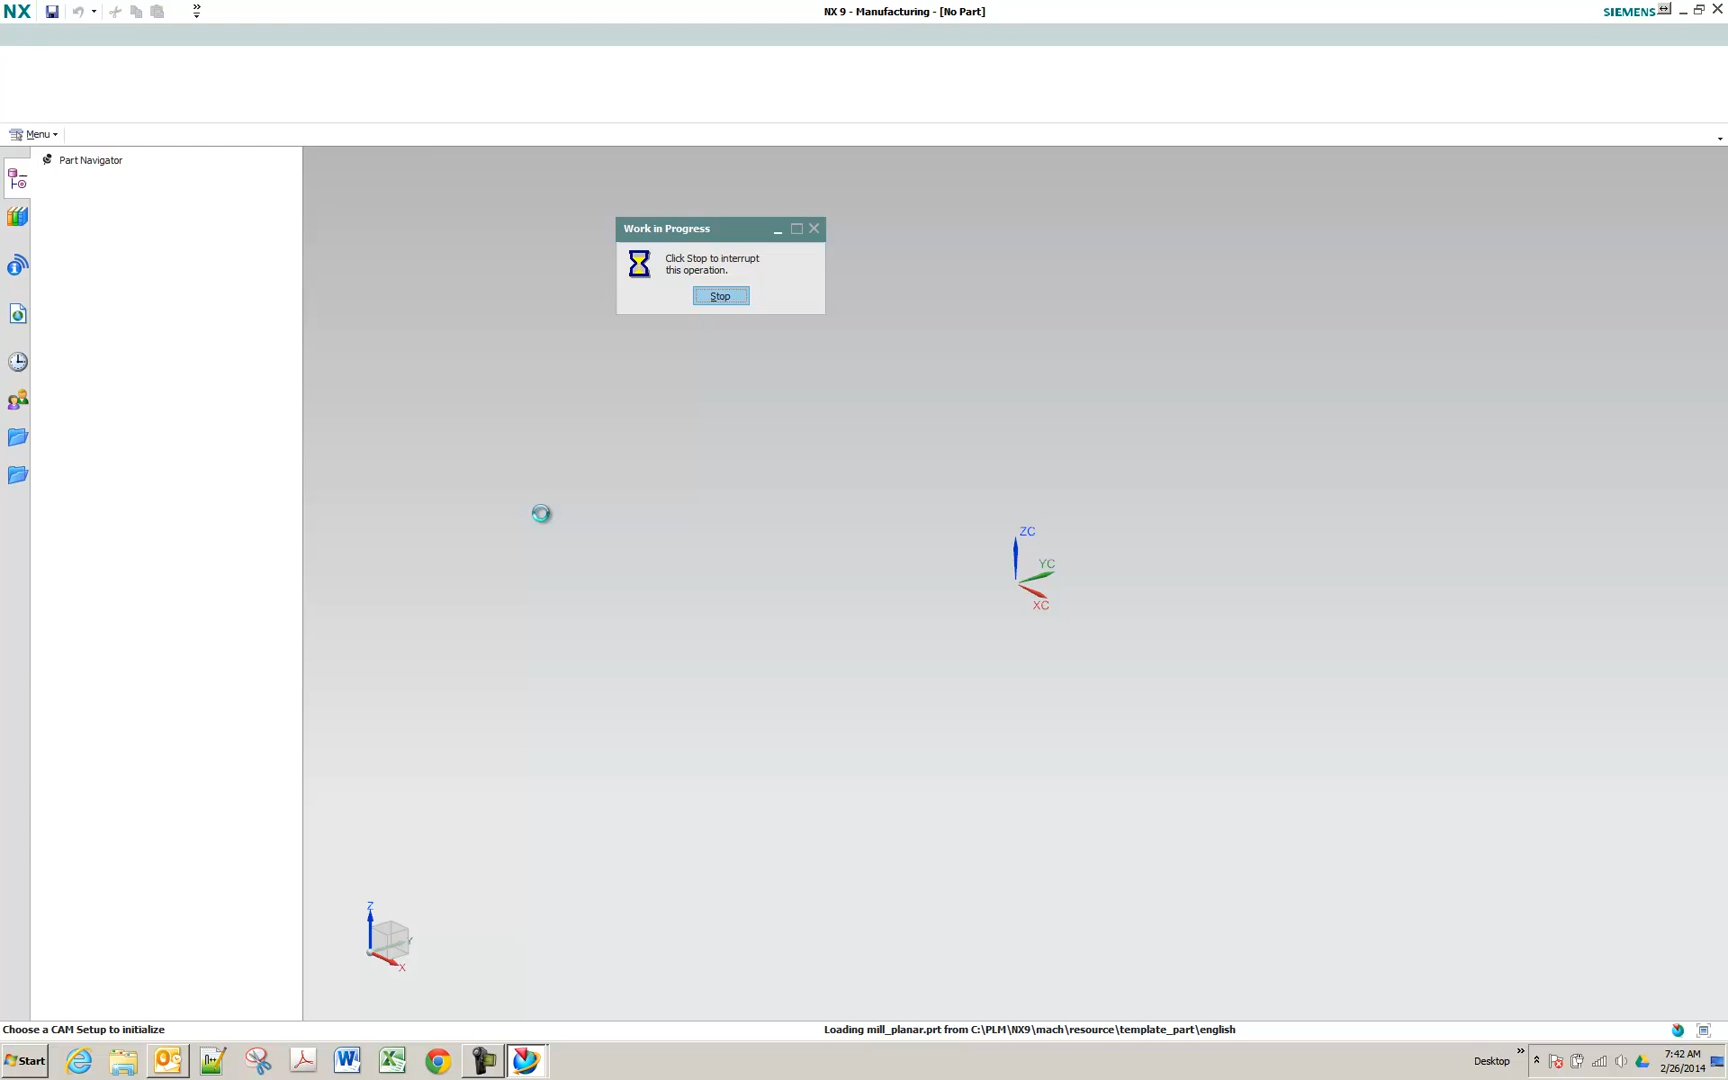 NX
NX 9 - Manufacturing - [No Part]
SIEMENS
Menu
Part Navigator
Work in Progress
Click Stop to interrupt
this operation.
Stop
ZC
YC
XC
Z
Y
X
Choose a CAM Setup to initialize
Loading mill_planar.prt from C:\PLM\NX9\mach\resource\template_part\english
Start
Desktop
7:42 AM
2/26/2014